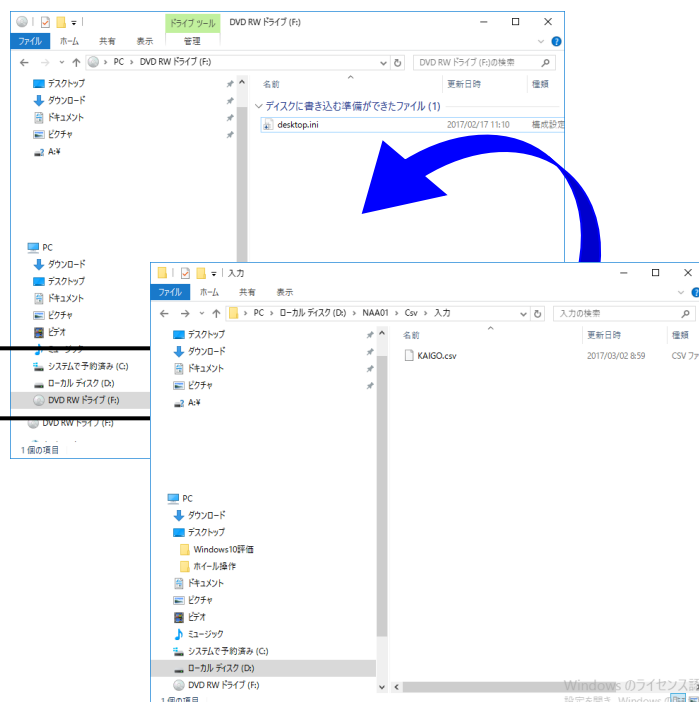 ドライブ ツール DVD RW ドライブ (F:)
ファイル ホーム 共有 表示 管理
PC › DVD RW ドライブ (F:) DVD RW ドライブ (F:)の検索
名前 更新日時 種類
デスクトップ
ダウンロード
ドキュメント
ピクチャ
A:¥
ディスクに書き込む準備ができたファイル (1)
desktop.ini 2017/02/17 11:10 構成設定
PC
ダウンロード
デスクトップ
ドキュメント
ピクチャ
ビデオ
ミュージック
システムで予約済み (C:)
ローカル ディスク (D:)
DVD RW ドライブ (F:)
DVD RW ドライブ (F:)
1 個の項目
入力
ファイル ホーム 共有 表示
PC › ローカル ディスク (D:) › NAA01 › Csv › 入力 入力の検索
名前 更新日時 種類
KAIGO.csv 2017/03/02 8:59 CSV ファ
デスクトップ
ダウンロード
ドキュメント
ピクチャ
A:¥
PC
ダウンロード
デスクトップ
Windows10評価
ホイール操作
ドキュメント
ピクチャ
ビデオ
ミュージック
システムで予約済み (C:)
ローカル ディスク (D:)
DVD RW ドライブ (F:)
1 個の項目
Windows のライセンス認
設定を開き、Windows